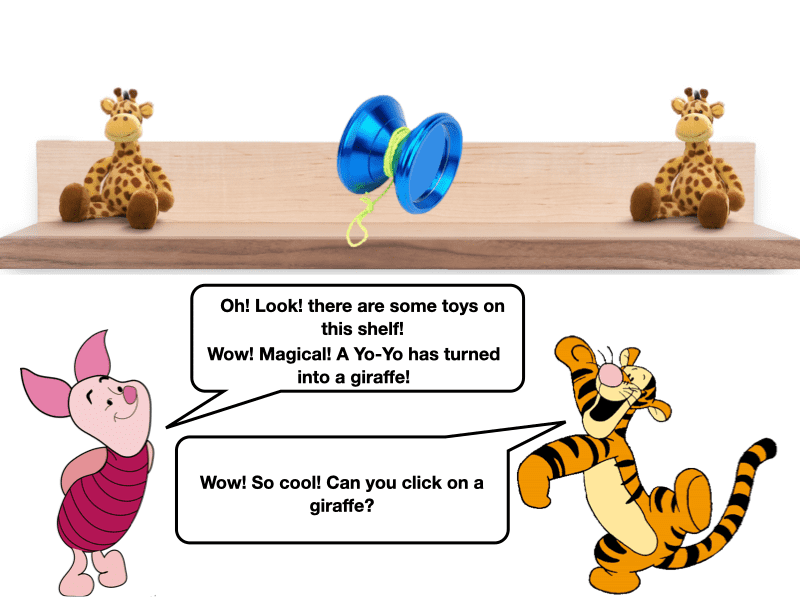 Oh! Look! there are some toys on
this shelf!
Wow! Magical! A Yo-Yo has turned
into a giraffe!
Wow! So cool! Can you click on a
giraffe?